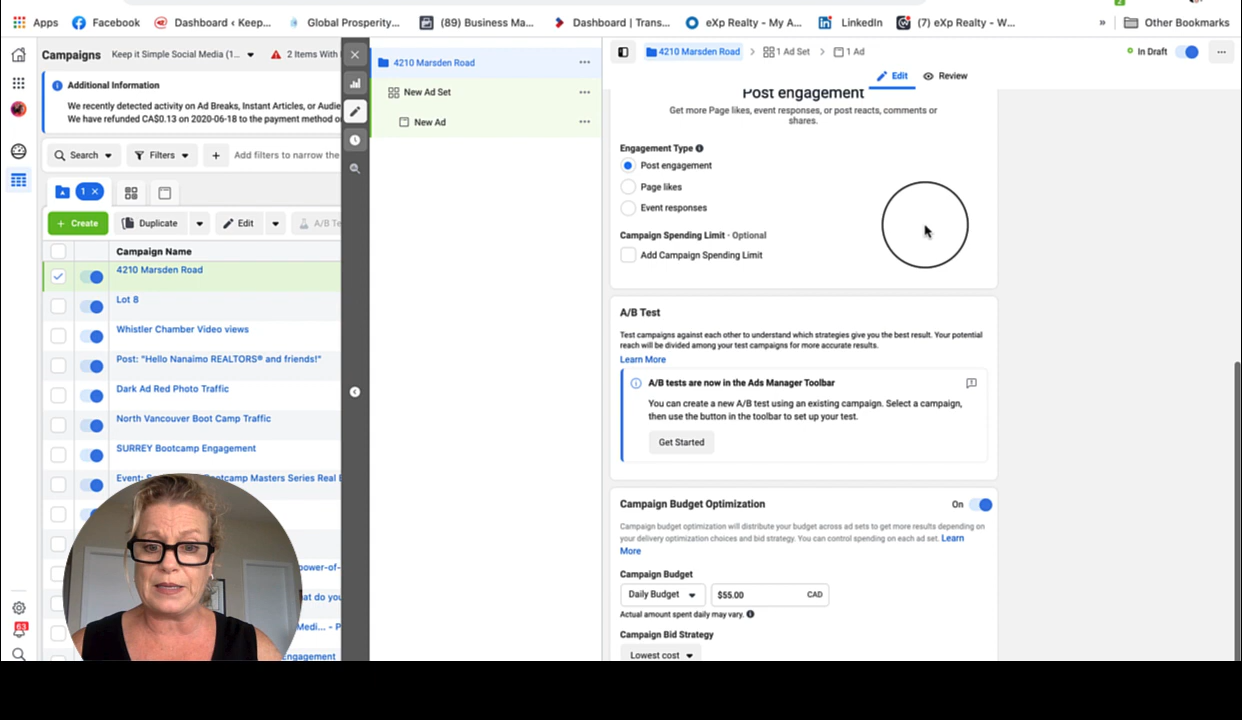 Apps
Facebook
Dashboard ‹ Keep...
Global Prosperity...
(89) Business Ma...
Dashboard | Trans...
eXp Realty - My A...
LinkedIn
(7) eXp Realty - W...
»
Other Bookmarks
Campaigns
Keep it Simple Social Media (1...
2 Items With
Additional Information
We recently detected activity on Ad Breaks, Instant Articles, or Audie
We have refunded CA$0.13 on 2020-06-18 to the payment method o
Search
Filters
Add filters to narrow the
1 ×
+ Create
Duplicate
Edit
A/B Te
Campaign Name
4210 Marsden Road
Lot 8
Whistler Chamber Video views
Post: "Hello Nanaimo REALTORS® and friends!"
Dark Ad Red Photo Traffic
North Vancouver Boot Camp Traffic
SURREY Bootcamp Engagement
Event:
ootcamp Masters Series Real E
power-of-
at do you
Medi... - P
ngagement
63
4210 Marsden Road
New Ad Set
New Ad
4210 Marsden Road
1 Ad Set
1 Ad
In Draft
Edit
Review
Post engagement
Get more Page likes, event responses, or post reacts, comments or
shares.
Engagement Type
Post engagement
Page likes
Event responses
Campaign Spending Limit · Optional
Add Campaign Spending Limit
A/B Test
Test campaigns against each other to understand which strategies give you the best result. Your potential
reach will be divided among your test campaigns for more accurate results.
Learn More
A/B tests are now in the Ads Manager Toolbar
You can create a new A/B test using an existing campaign. Select a campaign,
then use the button in the toolbar to set up your test.
Get Started
Campaign Budget Optimization
On
Campaign budget optimization will distribute your budget across ad sets to get more results depending on
your delivery optimization choices and bid strategy. You can control spending on each ad set. Learn
More
Campaign Budget
Daily Budget
$55.00
CAD
Actual amount spent daily may vary.
Campaign Bid Strategy
Lowest cost